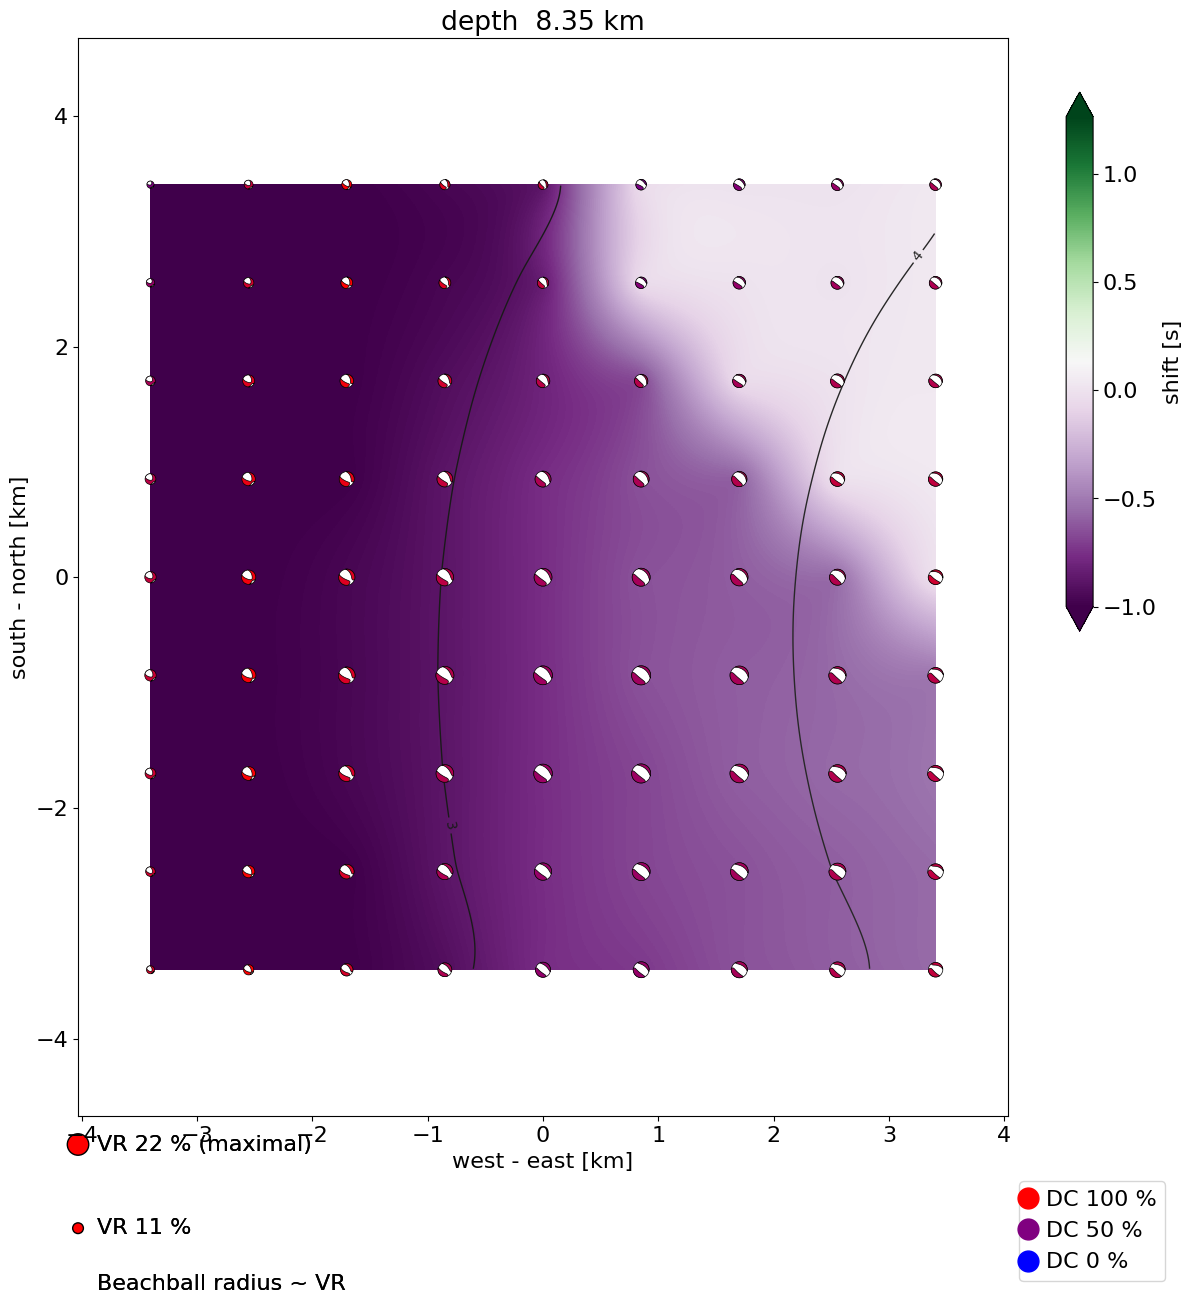 depth  8.35 km
4
2
0
−2
−4
south - north [km]
4
3
−4
−3
−2
−1
0
1
2
3
4
west - east [km]
1.0
0.5
0.0
−0.5
−1.0
shift [s]
VR 22 % (maximal)
VR 11 %
Beachball radius ~ VR
DC 100 %
DC 50 %
DC 0 %